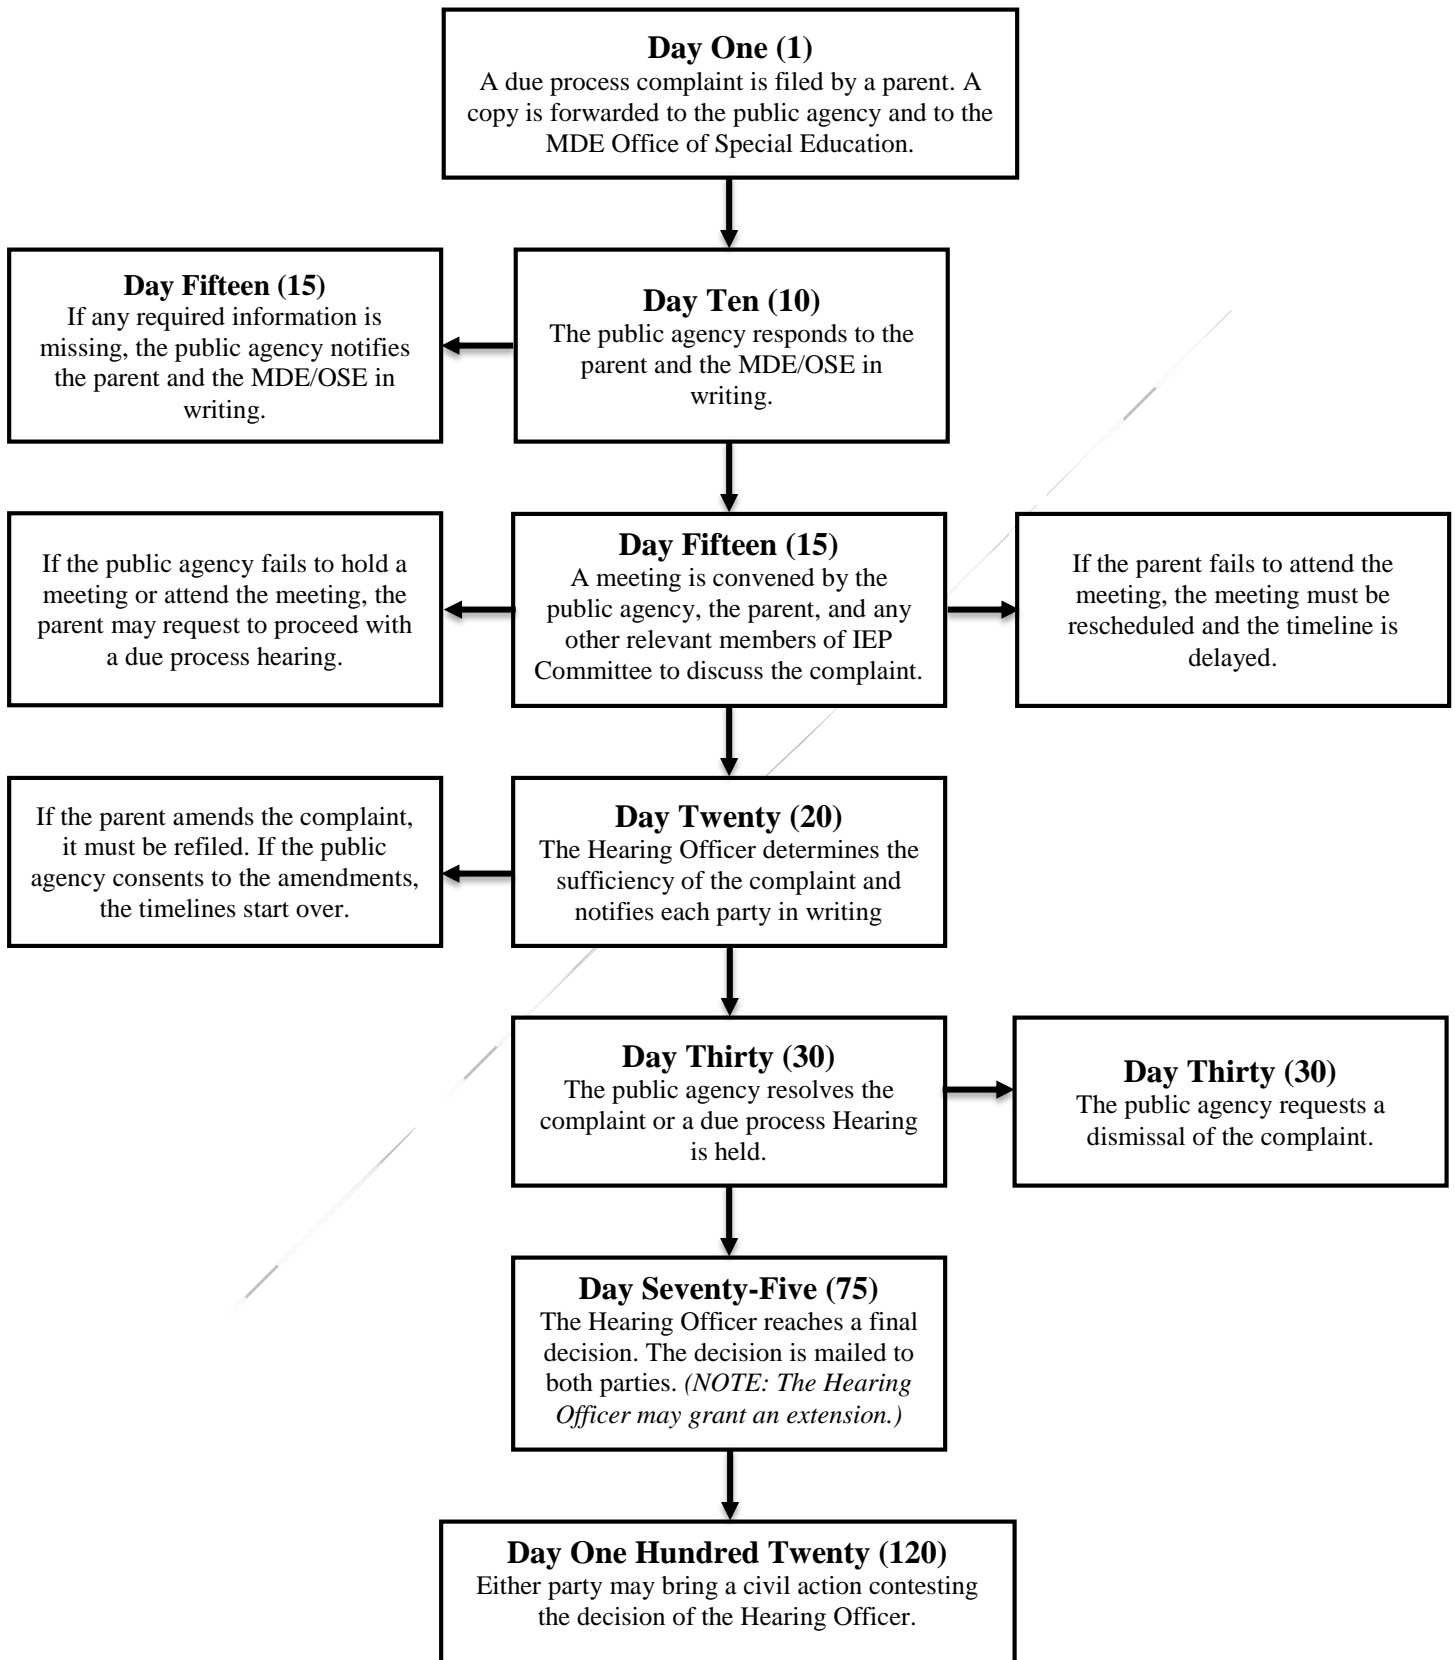 Day One (1)
A due process complaint is filed by a parent. A
copy is forwarded to the public agency and to the
MDE Office of Special Education.
Day Fifteen (15)
If any required information is
missing, the public agency notifies
the parent and the MDE/OSE in
writing.
Day Ten (10)
The public agency responds to the
parent and the MDE/OSE in
writing.
If the public agency fails to hold a
meeting or attend the meeting, the
parent may request to proceed with
a due process hearing.
Day Fifteen (15)
A meeting is convened by the
public agency, the parent, and any
other relevant members of IEP
Committee to discuss the complaint.
If the parent fails to attend the
meeting, the meeting must be
rescheduled and the timeline is
delayed.
If the parent amends the complaint,
it must be refiled. If the public
agency consents to the amendments,
the timelines start over.
Day Twenty (20)
The Hearing Officer determines the
sufficiency of the complaint and
notifies each party in writing
Day Thirty (30)
The public agency resolves the
complaint or a due process Hearing
is held.
Day Thirty (30)
The public agency requests a
dismissal of the complaint.
Day Seventy-Five (75)
The Hearing Officer reaches a final
decision. The decision is mailed to
both parties. (NOTE: The Hearing
Officer may grant an extension.)
Day One Hundred Twenty (120)
Either party may bring a civil action contesting
the decision of the Hearing Officer.